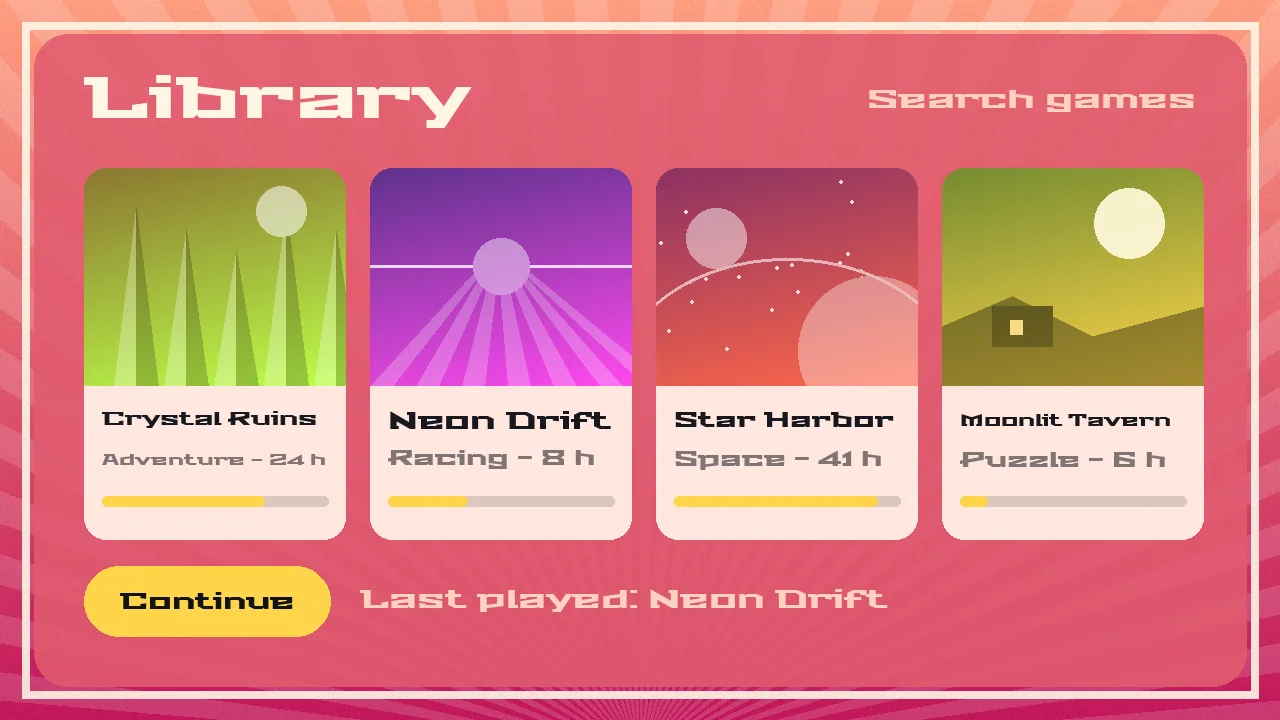 Library
Search games
Crystal Ruins
Adventure - 24 h
Neon Drift
Racing - 8 h
Star Harbor
Space - 41 h
Moonlit Tavern
Puzzle - 6 h
Continue
Last played: Neon Drift